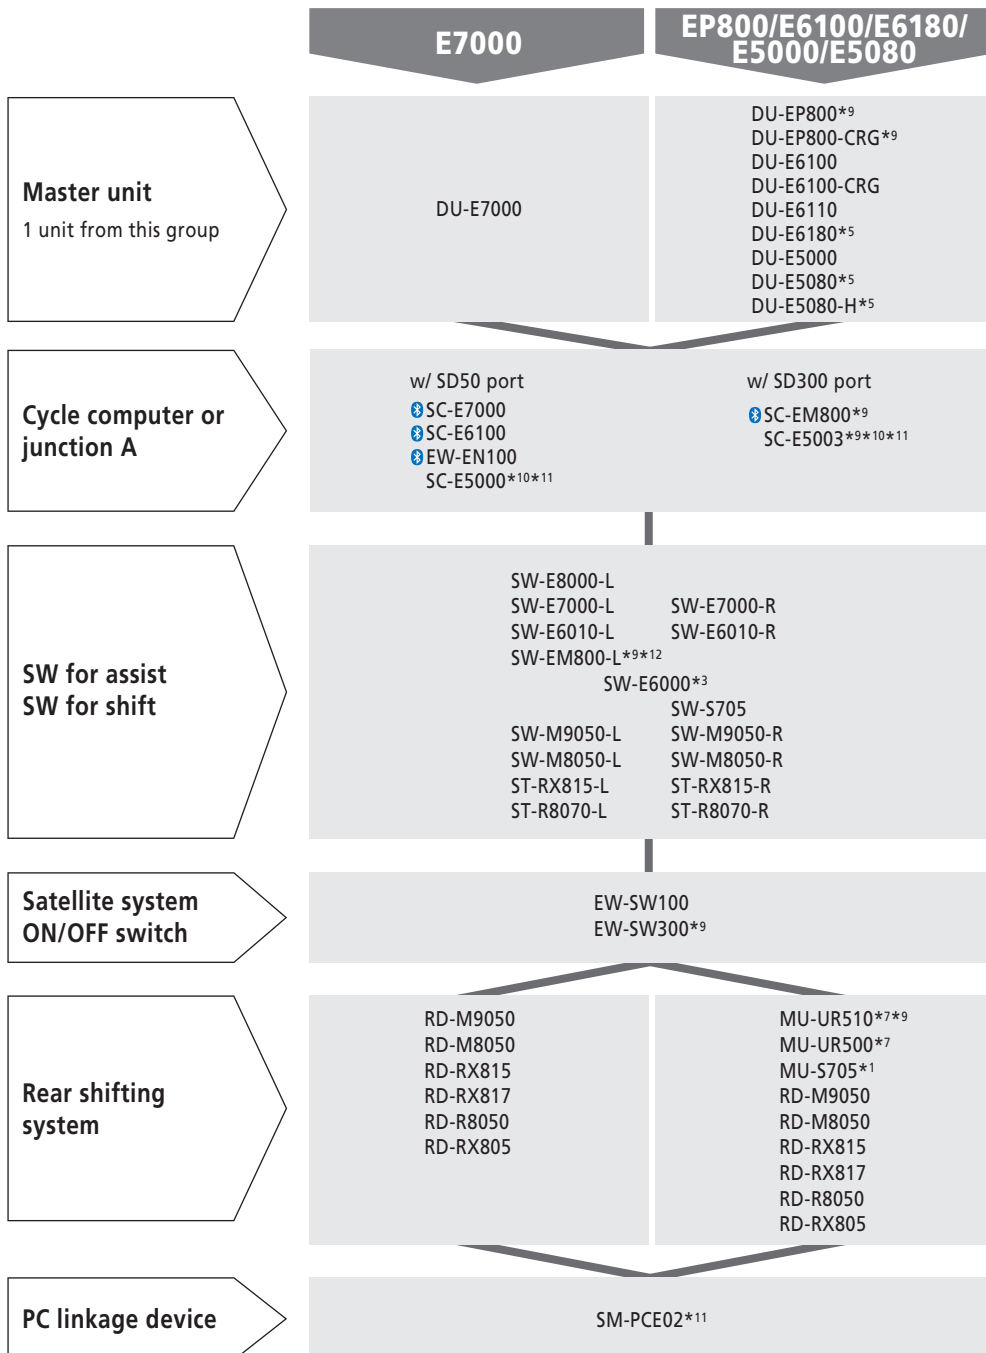 E7000
EP800/E6100/E6180/
E5000/E5080
Master unit
1 unit from this group
DU-E7000
DU-EP800*9
DU-EP800-CRG*9
DU-E6100
DU-E6100-CRG
DU-E6110
DU-E6180*5
DU-E5000
DU-E5080*5
DU-E5080-H*5
Cycle computer or
junction A
w/ SD50 port
SC-E7000
SC-E6100
EW-EN100
SC-E5000*10*11
w/ SD300 port
SC-EM800*9
SC-E5003*9*10*11
SW for assist
SW for shift
SW-E8000-L
SW-E7000-L SW-E7000-R
SW-E6010-L SW-E6010-R
SW-EM800-L*9*12
SW-E6000*3
SW-S705
SW-M9050-L SW-M9050-R
SW-M8050-L SW-M8050-R
ST-RX815-L ST-RX815-R
ST-R8070-L ST-R8070-R
Satellite system
ON/OFF switch
EW-SW100
EW-SW300*9
Rear shifting
system
RD-M9050
RD-M8050
RD-RX815
RD-RX817
RD-R8050
RD-RX805
MU-UR510*7*9
MU-UR500*7
MU-S705*1
RD-M9050
RD-M8050
RD-RX815
RD-RX817
RD-R8050
RD-RX805
PC linkage device
SM-PCE02*11